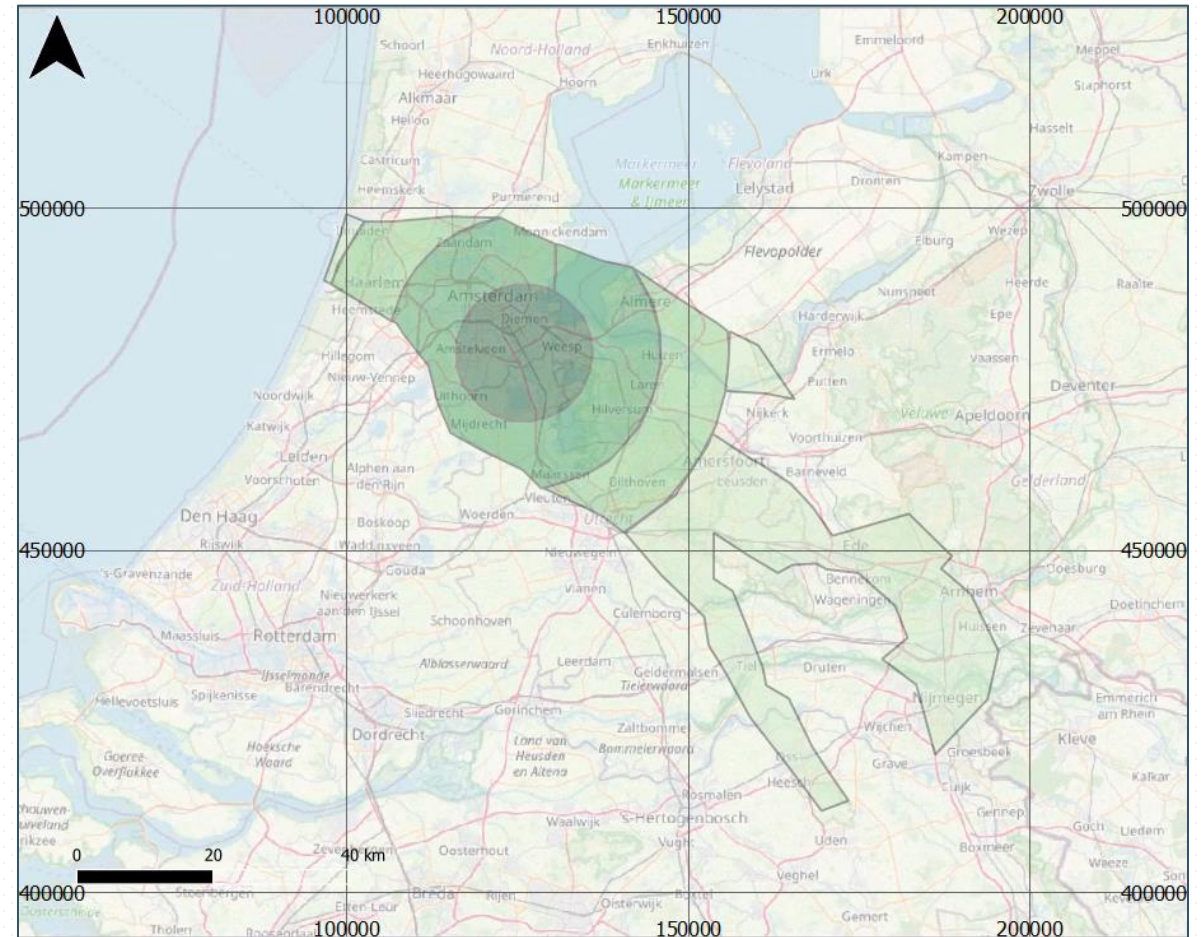 100000 150000 200000
Schoorl
Noord-Holland
Enkhuizen
Emmeloord
Meppel
Heerhugowaard
Hoorn
Urk
Staphorst
Alkmaar
Heiloo
Hasselt
Castricum
Markermeer
Flevoland
Kampen
Heemskerk
Markermeer
& IJmeer
Lelystad
Dronten
Purmerend
Zwolle
500000 500000
Monnickendam
Wezep
Zaandam
Elburg
Flevopolder
Haarlem
Heerde
Raalte
Amsterdam
Almere
Nunspeet
Heemstede
Diemen
Harderwijk
Epe
Hillegom
Amstelveen
Weesp
Huizen
Ermelo
Vaassen
Nieuw-Vennep
Laren
Putten
Deventer
Noordwijk
Uithoorn
Hilversum
Nijkerk
Veluwe
Apeldoorn
Katwijk
Mijdrecht
Voorthuizen
Leiden
Amersfoort
Barneveld
Voorschoten
Alphen aan
den Rijn
Maarssen
Bilthoven
Leusden
Gelderland
Vleuten
Den Haag
Boskoop
Woerden
Utrecht
Rijswijk
Waddinxveen
Nieuwegein
Ede
450000 450000
's-Gravenzande
Gouda
Doesburg
Zuid-Holland
Nieuwerkerk
aan den IJssel
Vianen
Bennekom
Wageningen
Arnhem
Schoonhoven
Culemborg
Doetinchem
Maassluis
Rotterdam
Huissen
Zevenaar
Alblasserwaard
Leerdam
Geldermalsen
Tielerwaard
Tiel
Druten
IJsselmonde
Barendrecht
Spijkenisse
Hellevoetsluis
Sliedrecht
Gorinchem
Nijmegen
Emmerich
am Rhein
Zaltbommel
Bommelerwaard
Wijchen
Dordrecht
Land van
Heusden
en Altena
Hoeksche
Waard
Goeree
Overflakkee
Oss
Grave
Groesbeek
Kleve
Heesch
Cuijk
Kalkar
Rosmalen
Gennep
Waalwijk
's-Hertogenbosch
Goch
Uedem
Vught
Uden
Boxmeer
0 20 40 km
Oosterhout
Weeze
Veghel
400000 400000
Steenbergen
Breda
Rijen
Boxtel
Etten-Leur
Oisterwijk
Gemert
Tholen
100000 150000 200000